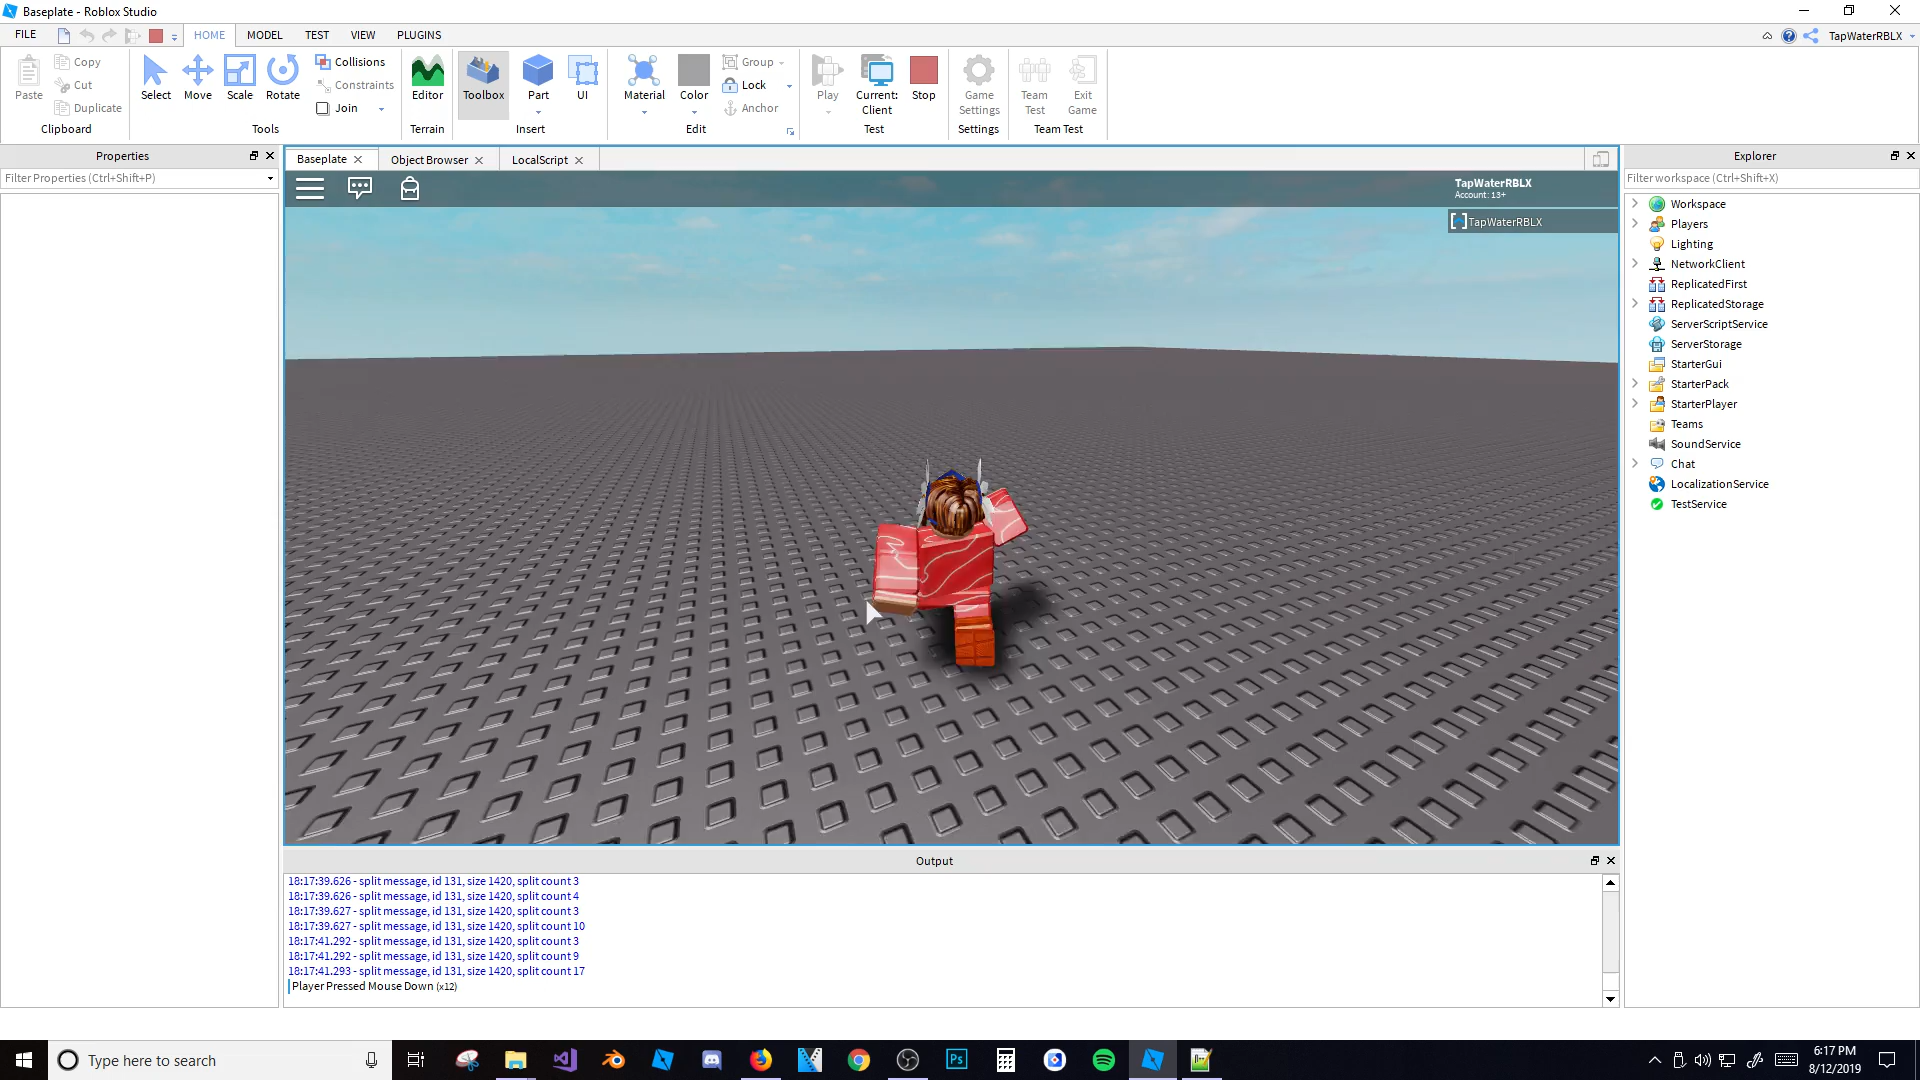 Baseplate - Roblox Studio
FILE
HOME
MODEL
TEST
VIEW
PLUGINS
TapWaterRBLX
Paste
Copy
Cut
Duplicate
Clipboard
Select
Move
Scale
Rotate
Collisions
Constraints
Join
Tools
Editor
Terrain
Toolbox
Part
UI
Insert
Material
Color
Group
Lock
Anchor
Edit
Play
Current:
Client
Stop
Test
Game
Settings
Settings
Team
Test
Exit
Game
Team Test
Properties
Filter Properties (Ctrl+Shift+P)
Baseplate
Object Browser
LocalScript
TapWaterRBLX
Account: 13+
TapWaterRBLX
Explorer
Filter workspace (Ctrl+Shift+X)
Workspace
Players
Lighting
NetworkClient
ReplicatedFirst
ReplicatedStorage
ServerScriptService
ServerStorage
StarterGui
StarterPack
StarterPlayer
Teams
SoundService
Chat
LocalizationService
TestService
Output
18:17:39.626 - split message, id 131, size 1420, split count 3
18:17:39.626 - split message, id 131, size 1420, split count 4
18:17:39.627 - split message, id 131, size 1420, split count 3
18:17:39.627 - split message, id 131, size 1420, split count 10
18:17:41.292 - split message, id 131, size 1420, split count 3
18:17:41.292 - split message, id 131, size 1420, split count 9
18:17:41.293 - split message, id 131, size 1420, split count 17
Player Pressed Mouse Down (x12)
Type here to search
Ps
6:17 PM
8/12/2019